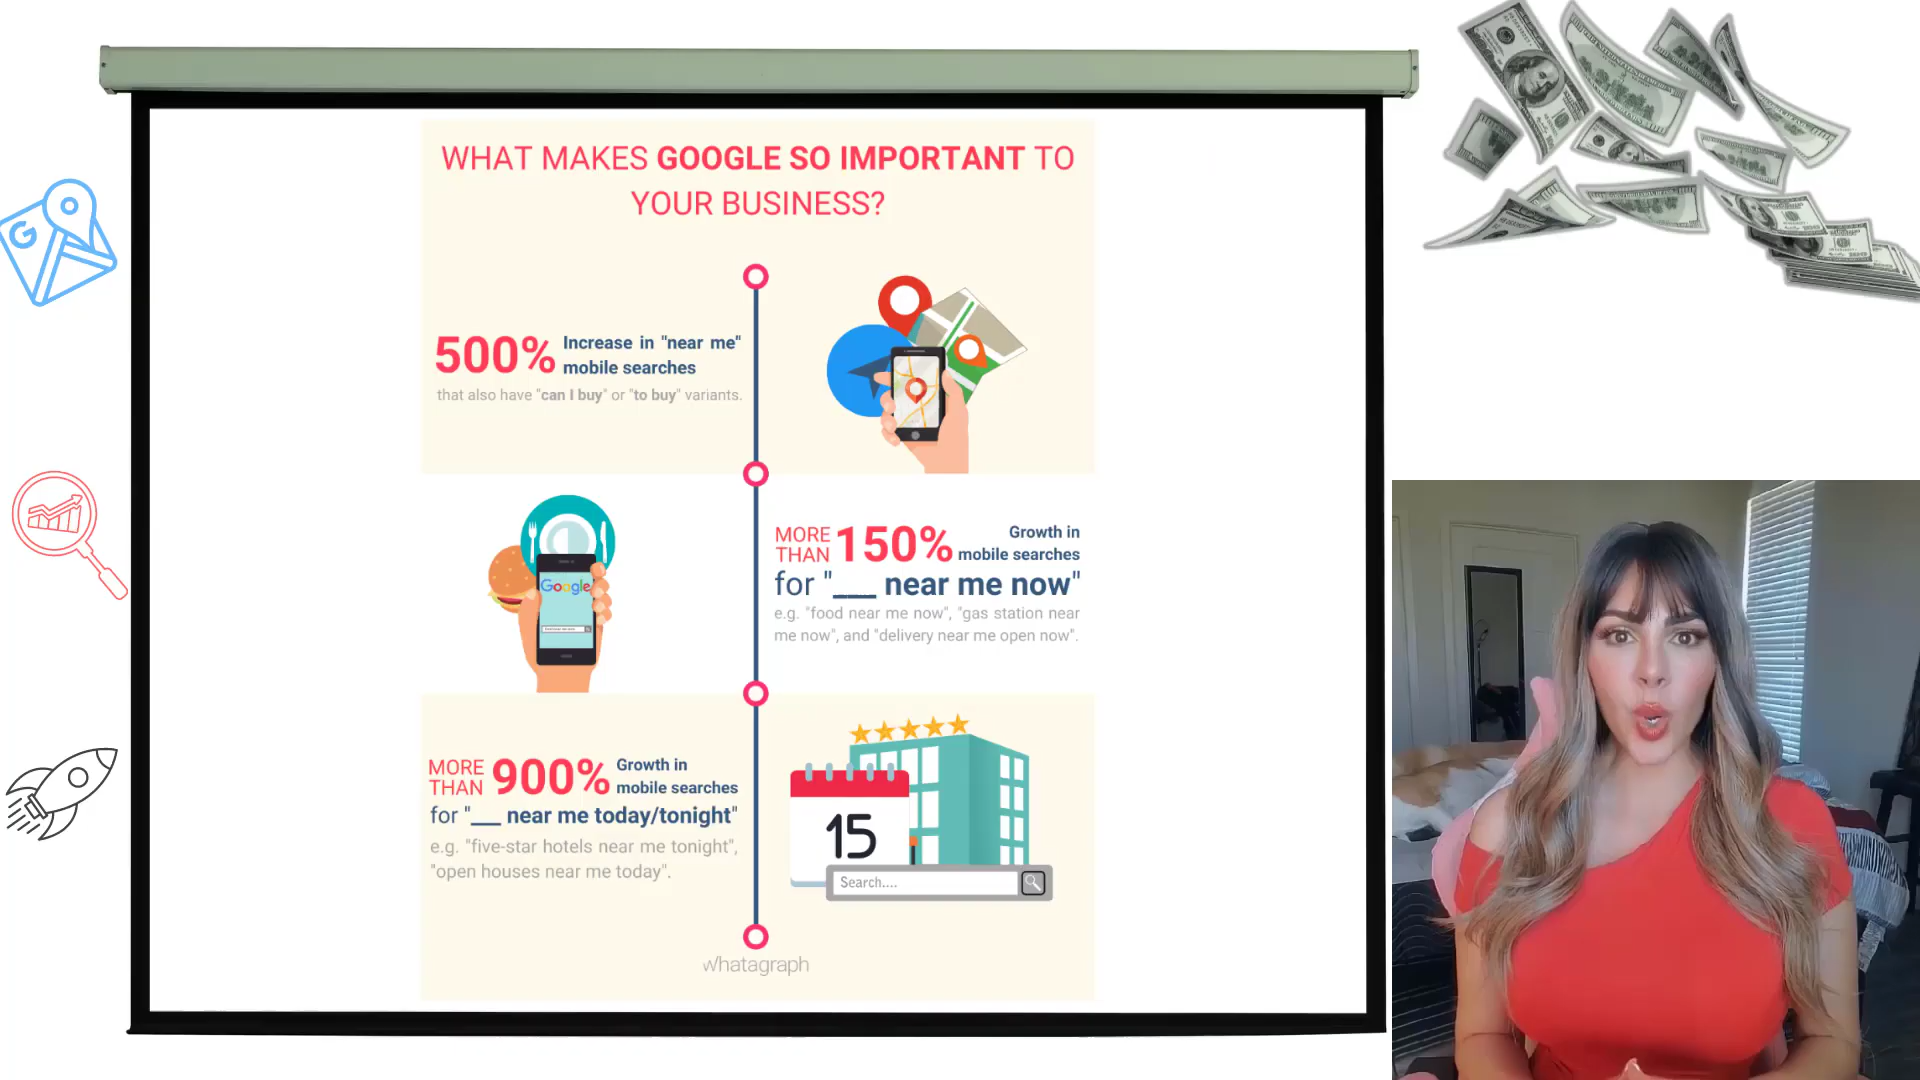 WHAT MAKES GOOGLE SO IMPORTANT TO
YOUR BUSINESS?
500% Increase in "near me"
mobile searches
that also have "can I buy" or "to buy" variants.
Google
MORE THAN 150% Growth in
mobile searches
for "___ near me now"
e.g. "food near me now", "gas station near
me now", and "delivery near me open now".
MORE THAN 900% Growth in
mobile searches
for "___ near me today/tonight"
e.g. "five-star hotels near me tonight",
"open houses near me today".
15
Search....
Whatagraph
G